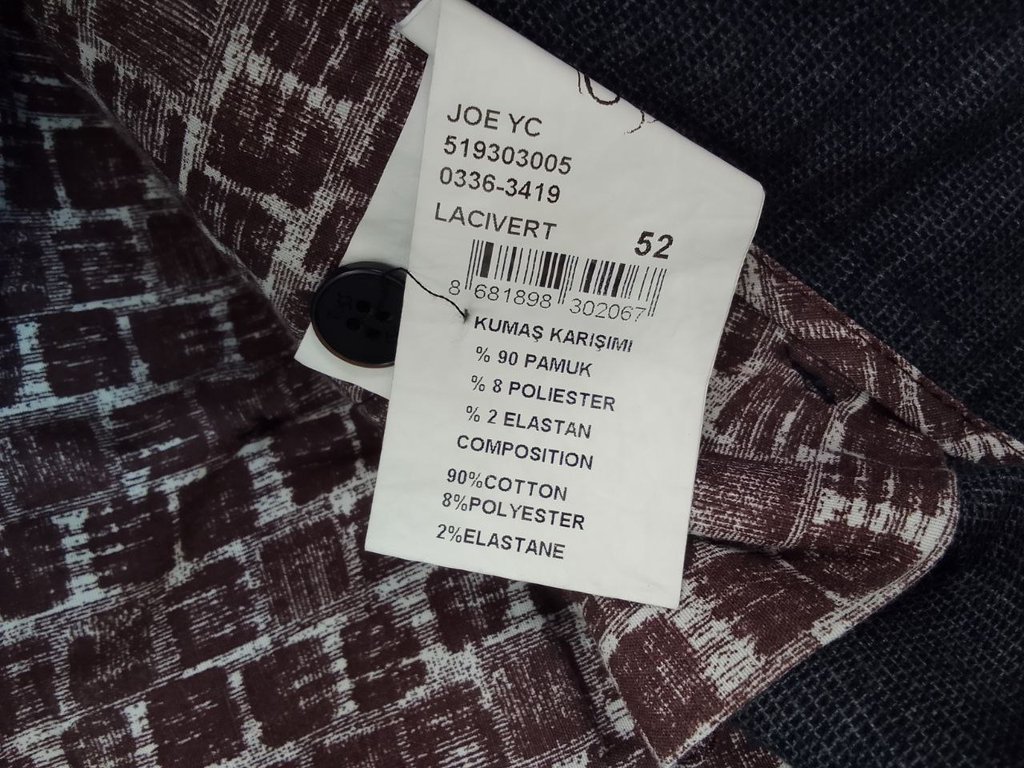 JOE YC
519303005
0336-3419
LACIVERT
52
8 681898 302067
KUMAŞ KARIŞIMI
% 90 PAMUK
% 8 POLIESTER
% 2 ELASTAN
COMPOSITION
90%COTTON
8%POLYESTER
2%ELASTANE